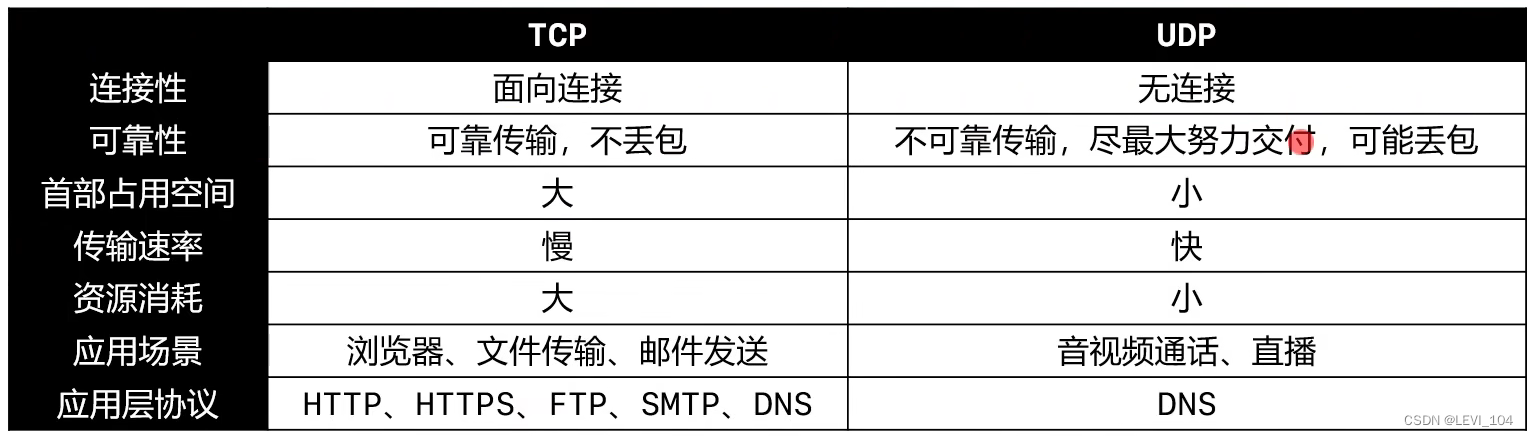 TCP UDP
连接性 面向连接 无连接
可靠性 可靠传输，不丢包 不可靠传输，尽最大努力交付，可能丢包
首部占用空间 大 小
传输速率 慢 快
资源消耗 大 小
应用场景 浏览器、文件传输、邮件发送 音视频通话、直播
应用层协议 HTTP、HTTPS、FTP、SMTP、DNS DNS
CSDN @LEVI_104